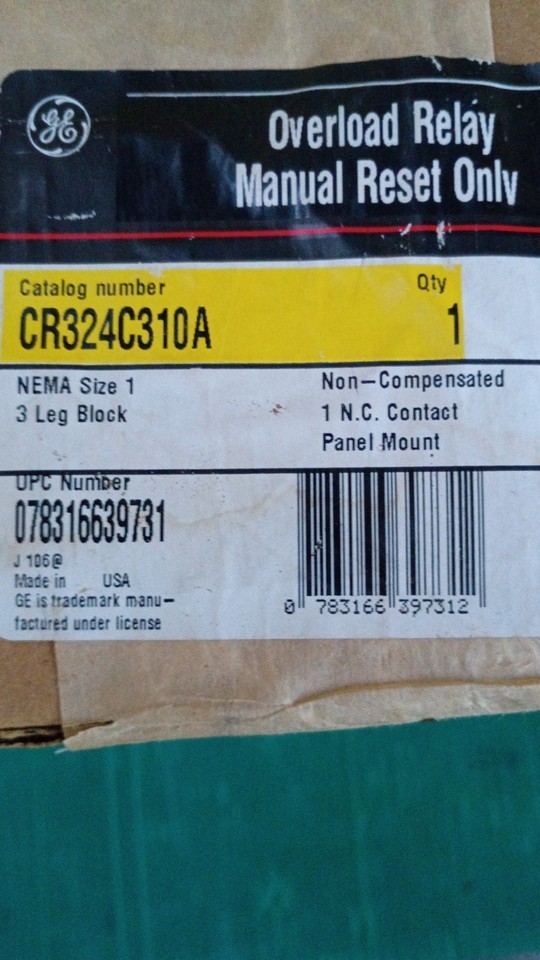 GE
Overload Relay
Manual Reset Only
Catalog number Qty
CR324C310A 1
NEMA Size 1 Non-Compensated
3 Leg Block 1 N.C. Contact
Panel Mount
UPC Number
078316639731
J 106@
Made in USA
GE is trademark manu-
factured under license
0 783166 397312